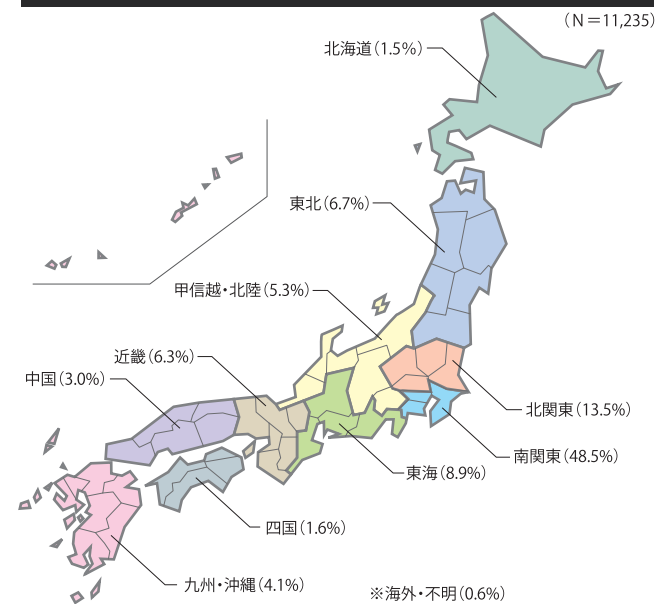 （N＝11,235）
北海道（1.5%）
東北（6.7%）
甲信越・北陸（5.3%）
近畿（6.3%）
中国（3.0%）
北関東（13.5%）
南関東（48.5%）
東海（8.9%）
四国（1.6%）
九州・沖縄（4.1%）
※海外・不明（0.6%）